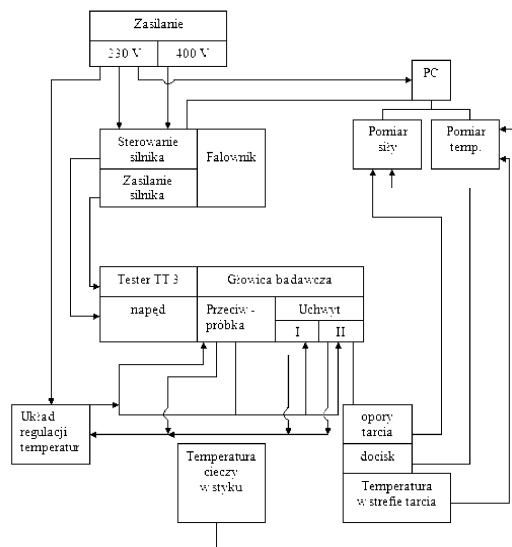 Zasilanie
230 V 400 V
PC
Sterowanie
silnika
Falownik
Pomiar
siły
Pomiar
temp.
Zasilanie
silnika
Tester TT 3
Głowica badawcza
napęd
Przeciw -
próbka
Uchwyt
I II
Układ
regulacji
temperatur
opory
tarcia
docisk
Temperatura
cieczy
w styku
Temperatura
w strefie tarcia